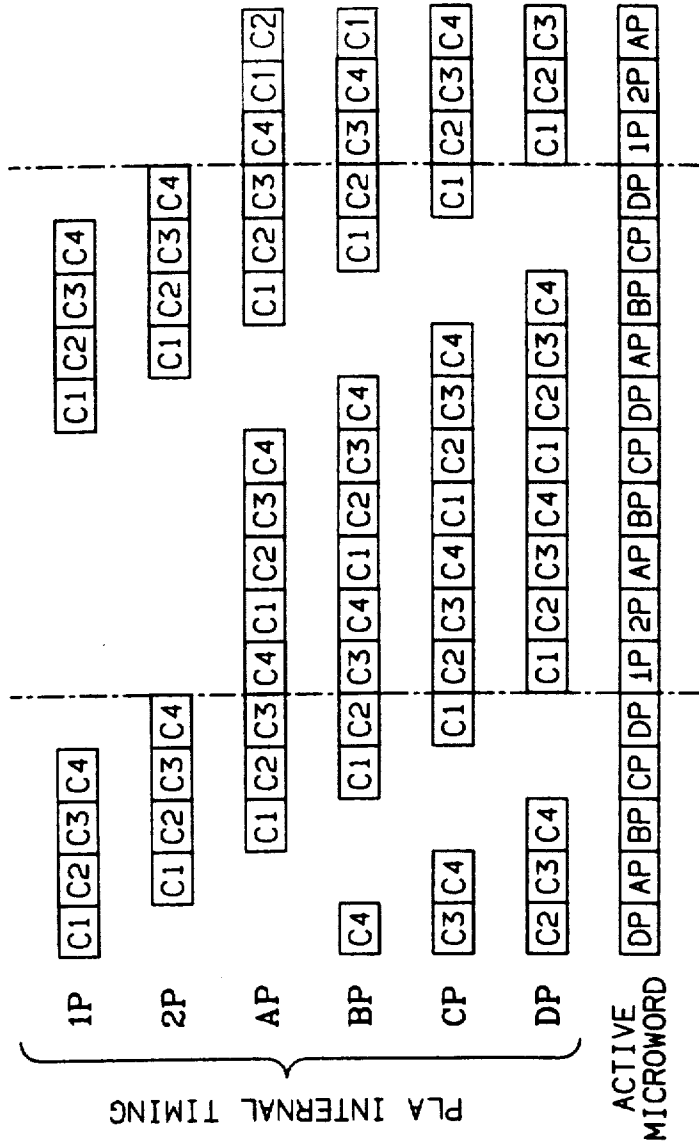 PLA INTERNAL TIMING
1P C1 C2 C3 C4 C1 C2 C3 C4
2P C1 C2 C3 C4 C1 C2 C3 C4
AP C1 C2 C3 C4 C1 C2 C3 C4 C1 C2 C3 C4 C1 C2
BP C4 C1 C2 C3 C4 C1 C2 C3 C4 C1 C2 C3 C4 C1
CP C3 C4 C1 C2 C3 C4 C1 C2 C3 C4 C1 C2 C3 C4
DP C2 C3 C4 C1 C2 C3 C4 C1 C2 C3 C4 C1 C2 C3
ACTIVE
MICROWORD DP AP BP CP DP 1P 2P AP BP CP DP AP BP CP DP 1P 2P AP